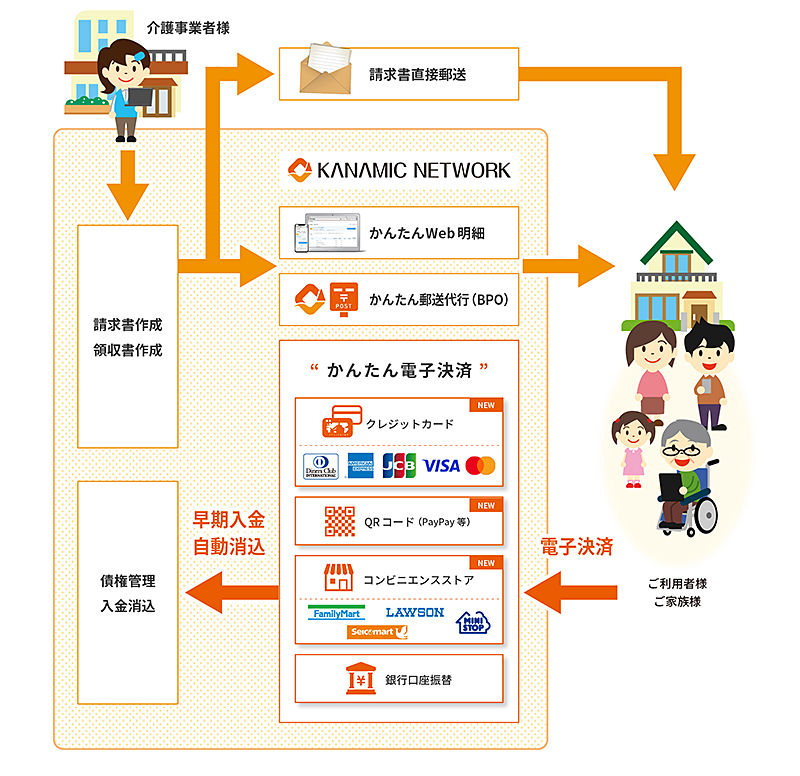 介護事業者様
請求書直接郵送
KANAMIC NETWORK
かんたんWeb明細
POST
かんたん郵送代行（BPO）
請求書作成
領収書作成
“ かんたん電子決済 ”
NEW
クレジットカード
Diners Club
INTERNATIONAL
AMERICAN
EXPRESS
JCB
VISA
NEW
QRコード（PayPay 等）
NEW
コンビニエンスストア
FamilyMart
LAWSON
MINI
STOP
Seicomart
銀行口座振替
早期入金
自動消込
債権管理
入金消込
電子決済
ご利用者様
ご家族様